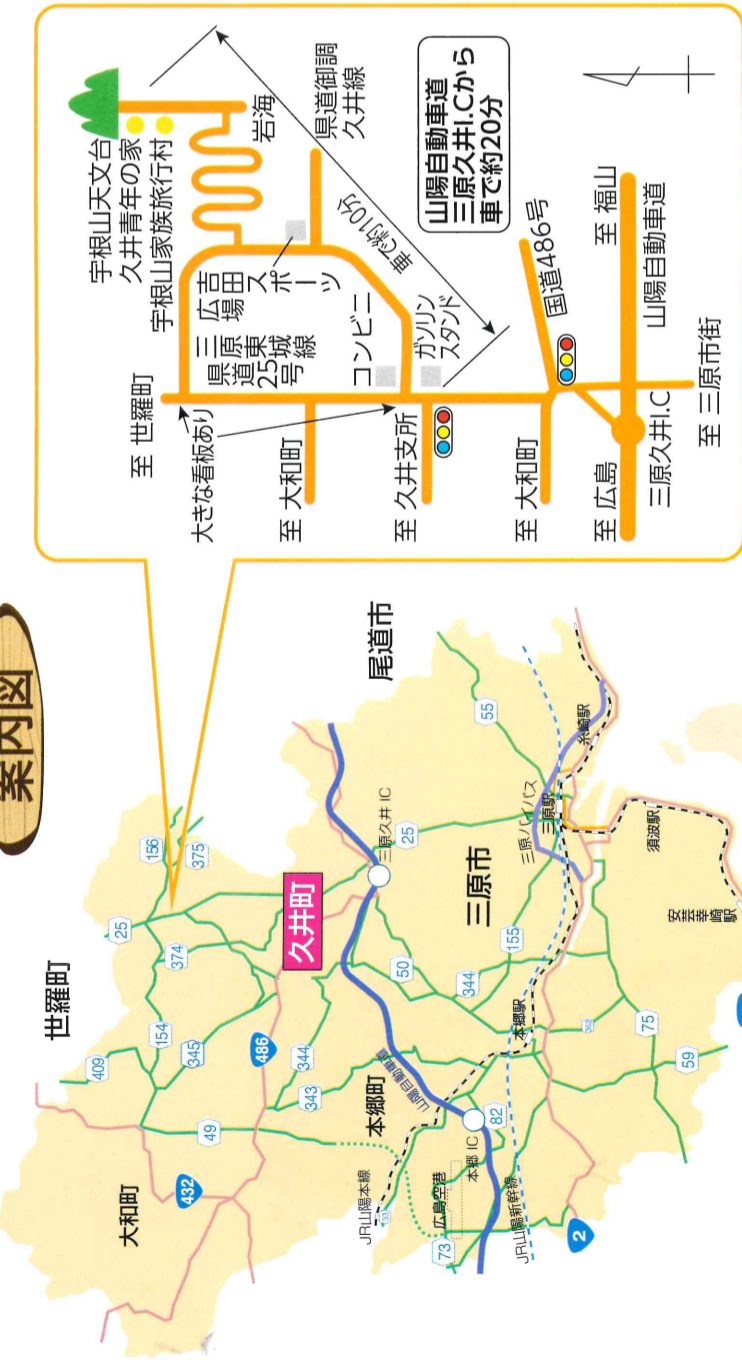 案内図
宇根山天文台
久井青年の家
宇根山家族旅行村
岩海
県道御調
久井線
車で約10分
吉田スポーツ
広場
山陽自動車道
三原久井I.Cから
車で約20分
至 世羅町
大きな看板あり
三原東城線
県道25号
コンビニ
ガソリン
スタンド
至 大和町
至 久井支所
国道486号
至 大和町
至 福山
山陽自動車道
至 広島
三原久井I.C
至 三原市街
世羅町
尾道市
大和町
久井町
三原市
本郷町
409
25
156
375
374
154
345
49
432
486
344
343
三原久井 IC
25
55
50
344
155
山陽自動車道
三原バイパス
三原駅
糸崎駅
須波駅
安芸幸崎駅
本郷駅
JR山陽本線
広島空港
本郷 IC
82
73
JR山陽新幹線
2
75
59